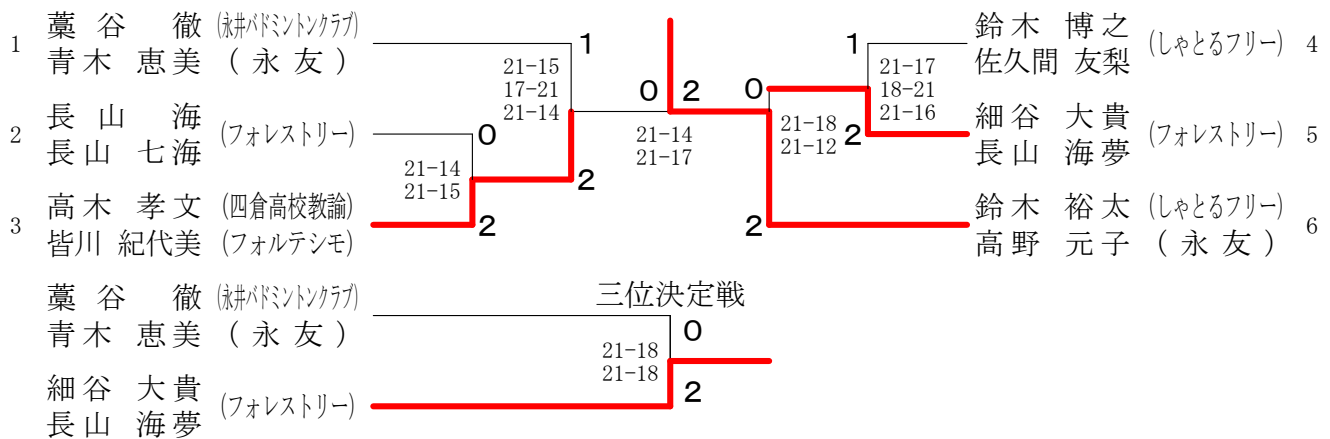 1 藁谷 徹 (永井バドミントンクラブ)
青木 恵美 (永友)
2 長山 海
長山 七海 (フォレストリー)
3 高木 孝文 (四倉高校教諭)
皆川 紀代美 (フォルテシモ)
1
21-15
17-21
21-14
0
21-14
21-15
2
2
0 2
21-14
21-17
0
21-18
21-12
2
1
21-17
18-21
21-16
2
鈴木 博之
佐久間 友梨 (しゃとるフリー) 4
細谷 大貴
長山 海夢 (フォレストリー) 5
鈴木 裕太 (しゃとるフリー)
高野 元子 (永友) 6
三位決定戦
藁谷 徹 (永井バドミントンクラブ)
青木 恵美 (永友)
細谷 大貴
長山 海夢 (フォレストリー)
0
21-18
21-18
2